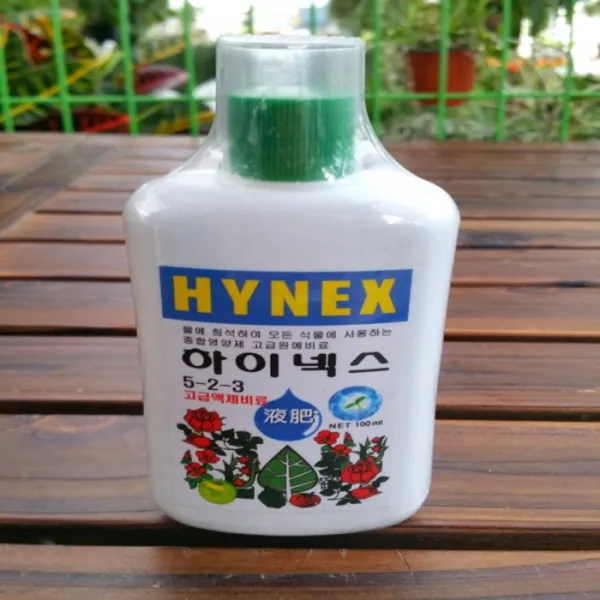 HYNEX
물에 희석하여 모든 식물에 사용하는
종합영양제 고급원예비료
하이넥스
5-2-3
고급액체비료
液肥
NET 100ml